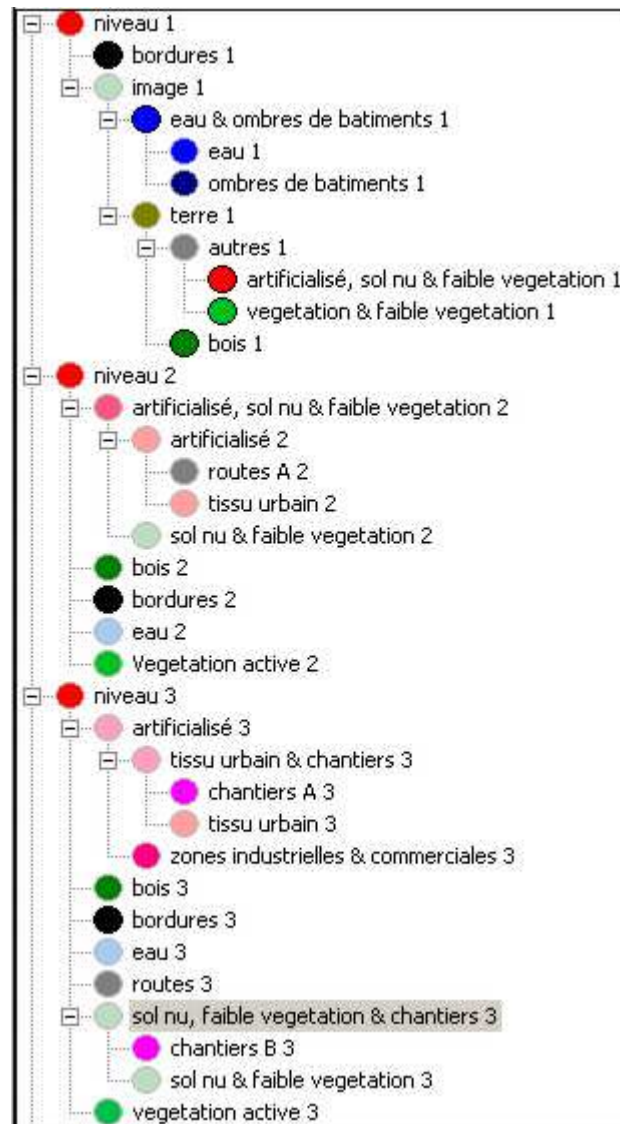 niveau 1
bordures 1
image 1
eau & ombres de batiments 1
eau 1
ombres de batiments 1
terre 1
autres 1
artificialisé, sol nu & faible vegetation 1
vegetation & faible vegetation 1
bois 1
niveau 2
artificialisé, sol nu & faible vegetation 2
artificialisé 2
routes A 2
tissu urbain 2
sol nu & faible vegetation 2
bois 2
bordures 2
eau 2
Vegetation active 2
niveau 3
artificialisé 3
tissu urbain & chantiers 3
chantiers A 3
tissu urbain 3
zones industrielles & commerciales 3
bois 3
bordures 3
eau 3
routes 3
sol nu, faible vegetation & chantiers 3
chantiers B 3
sol nu & faible vegetation 3
vegetation active 3